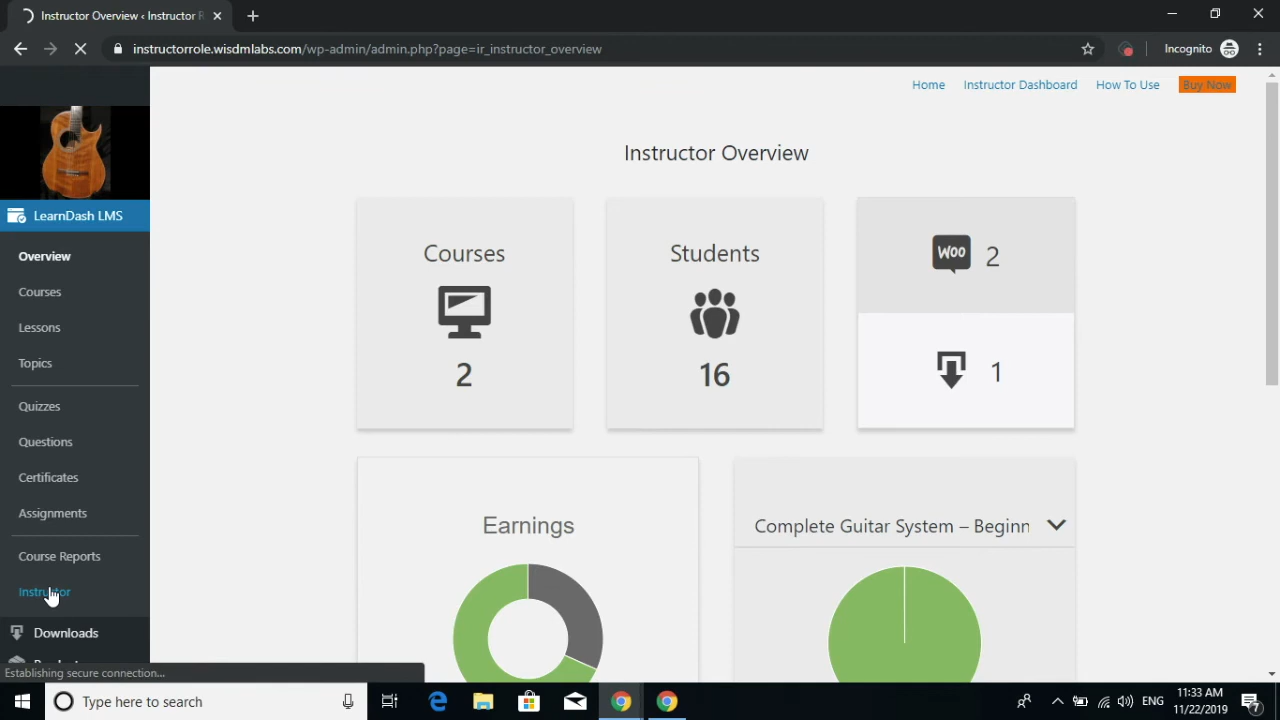 Instructor Overview ‹ Instructor R
instructorrole.wisdmlabs.com/wp-admin/admin.php?page=ir_instructor_overview
Incognito
Home
Instructor Dashboard
How To Use
Buy Now
LearnDash LMS
Overview
Courses
Lessons
Topics
Quizzes
Questions
Certificates
Assignments
Course Reports
Instructor
Downloads
Instructor Overview
Courses
2
Students
16
Woo
2
1
Earnings
Complete Guitar System – Beginn
Establishing secure connection...
Type here to search
ENG
11:33 AM
11/22/2019
7